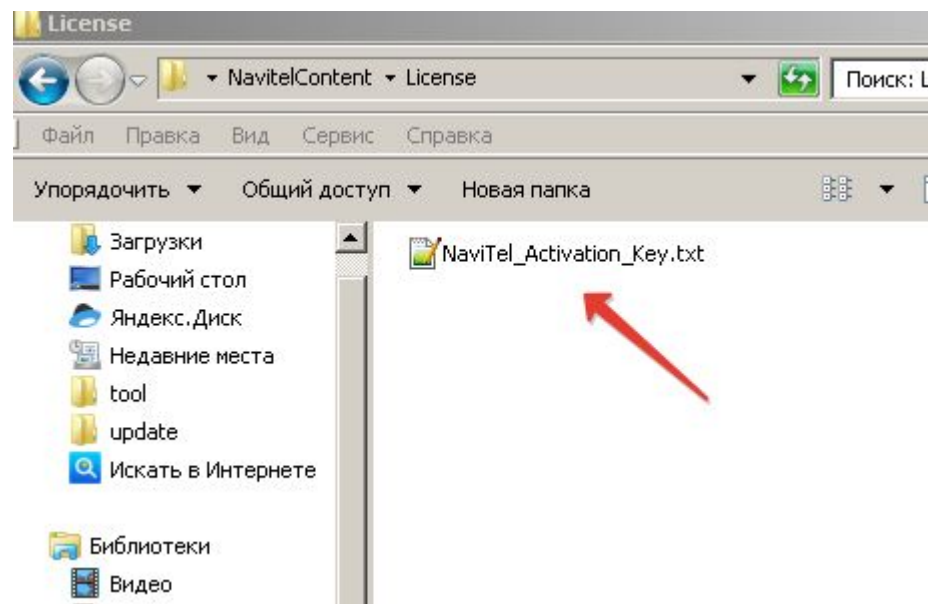 License
NavitelContent License
Поиск: L
Файл Правка Вид Сервис Справка
Упорядочить Общий доступ Новая папка
Загрузки
Рабочий стол
Яндекс.Диск
Недавние места
tool
update
Искать в Интернете
Библиотеки
Видео
NaviTel_Activation_Key.txt